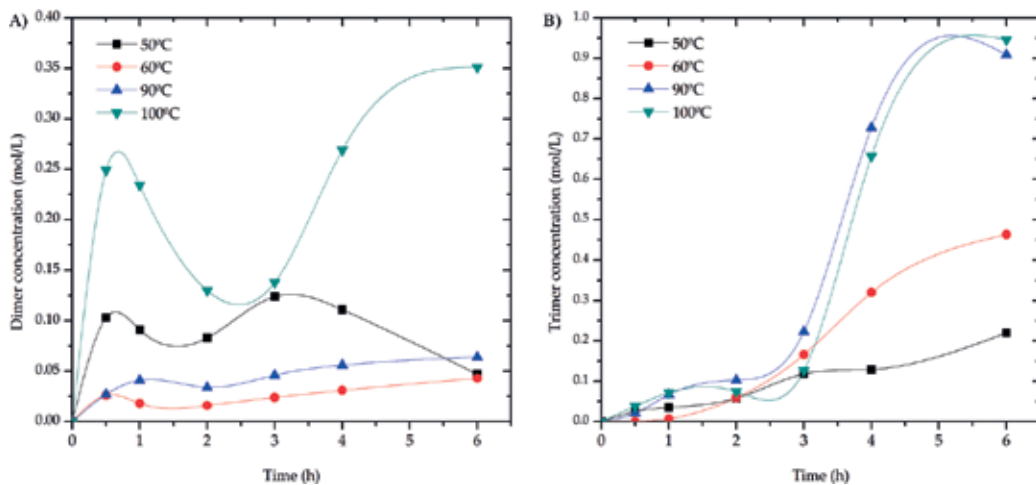 A)
50ºC
60ºC
90ºC
100ºC
0.40
0.35
0.30
0.25
0.20
0.15
0.10
0.05
0.00
Dimer concentration (mol/L)
0 1 2 3 4 5 6
Time (h)
B)
50ºC
60ºC
90ºC
100ºC
1.0
0.9
0.8
0.7
0.6
0.5
0.4
0.3
0.2
0.1
0.0
Trimer concentration (mol/L)
0 1 2 3 4 5 6
Time (h)